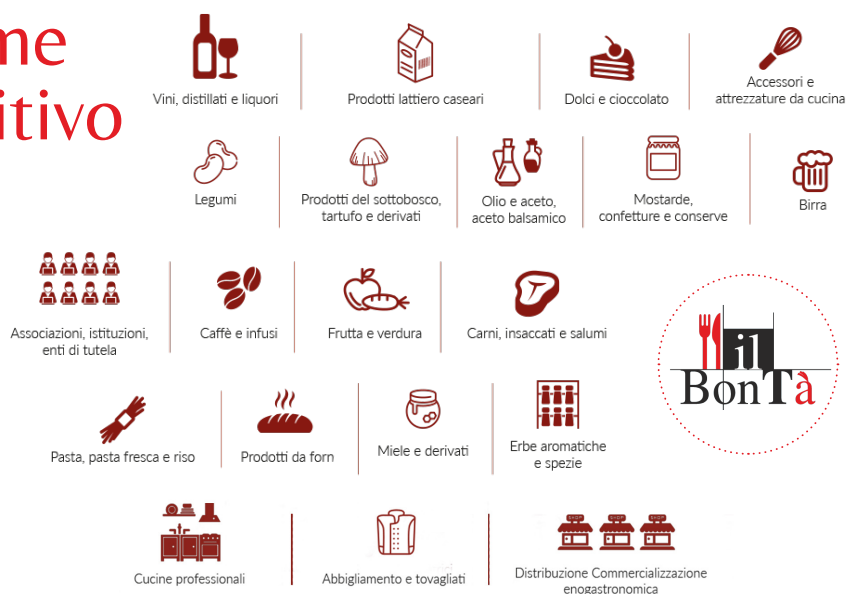 me
itivo
Vini, distillati e liquori
Prodotti lattiero caseari
Dolci e cioccolato
Accessori e
attrezzature da cucina
Legumi
Prodotti del sottobosco,
tartufo e derivati
Olio e aceto,
aceto balsamico
Mostarde,
confetture e conserve
Birra
Associazioni, istituzioni,
enti di tutela
Caffè e infusi
Frutta e verdura
Carni, insaccati e salumi
il
BonTà
Pasta, pasta fresca e riso
Prodotti da forn
Miele e derivati
Erbe aromatiche
e spezie
Cucine professionali
Abbigliamento e tovagliati
SHOP SHOP SHOP
Distribuzione Commercializzazione
enogastronomica